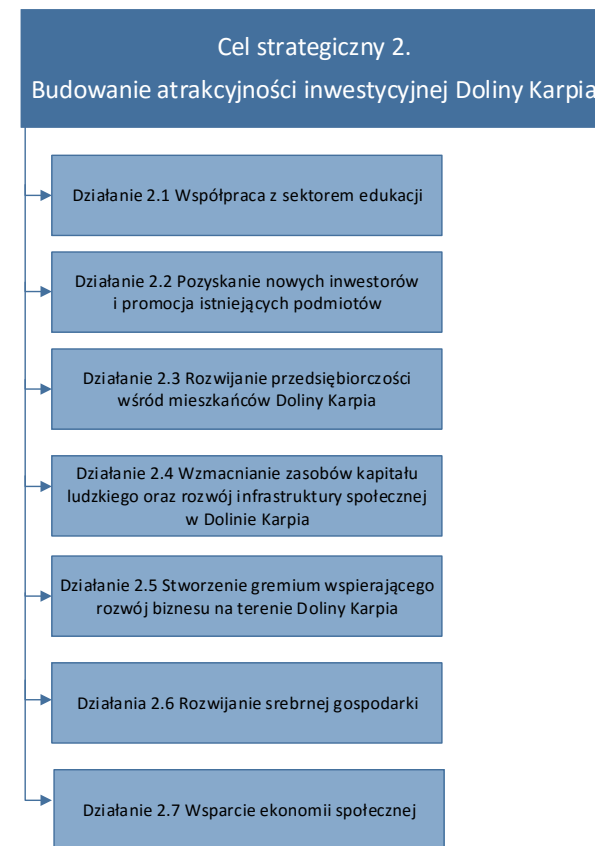 Cel strategiczny 2.
Budowanie atrakcyjności inwestycyjnej Doliny Karpia
Działanie 2.1 Współpraca z sektorem edukacji
Działanie 2.2 Pozyskanie nowych inwestorów
i promocja istniejących podmiotów
Działanie 2.3 Rozwijanie przedsiębiorczości
wśród mieszkańców Doliny Karpia
Działanie 2.4 Wzmacnianie zasobów kapitału
ludzkiego oraz rozwój infrastruktury społecznej
w Dolinie Karpia
Działanie 2.5 Stworzenie gremium wspierającego
rozwój biznesu na terenie Doliny Karpia
Działania 2.6 Rozwijanie srebrnej gospodarki
Działanie 2.7 Wsparcie ekonomii społecznej